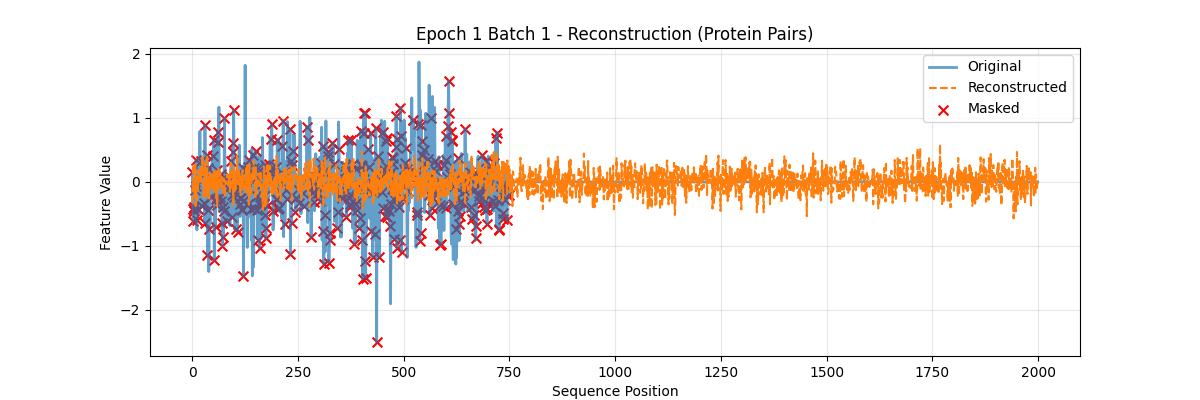 Epoch 1 Batch 1 - Reconstruction (Protein Pairs)
Original
Reconstructed
Masked
Feature Value
2
1
0
−1
−2
0 250 500 750 1000 1250 1500 1750 2000
Sequence Position